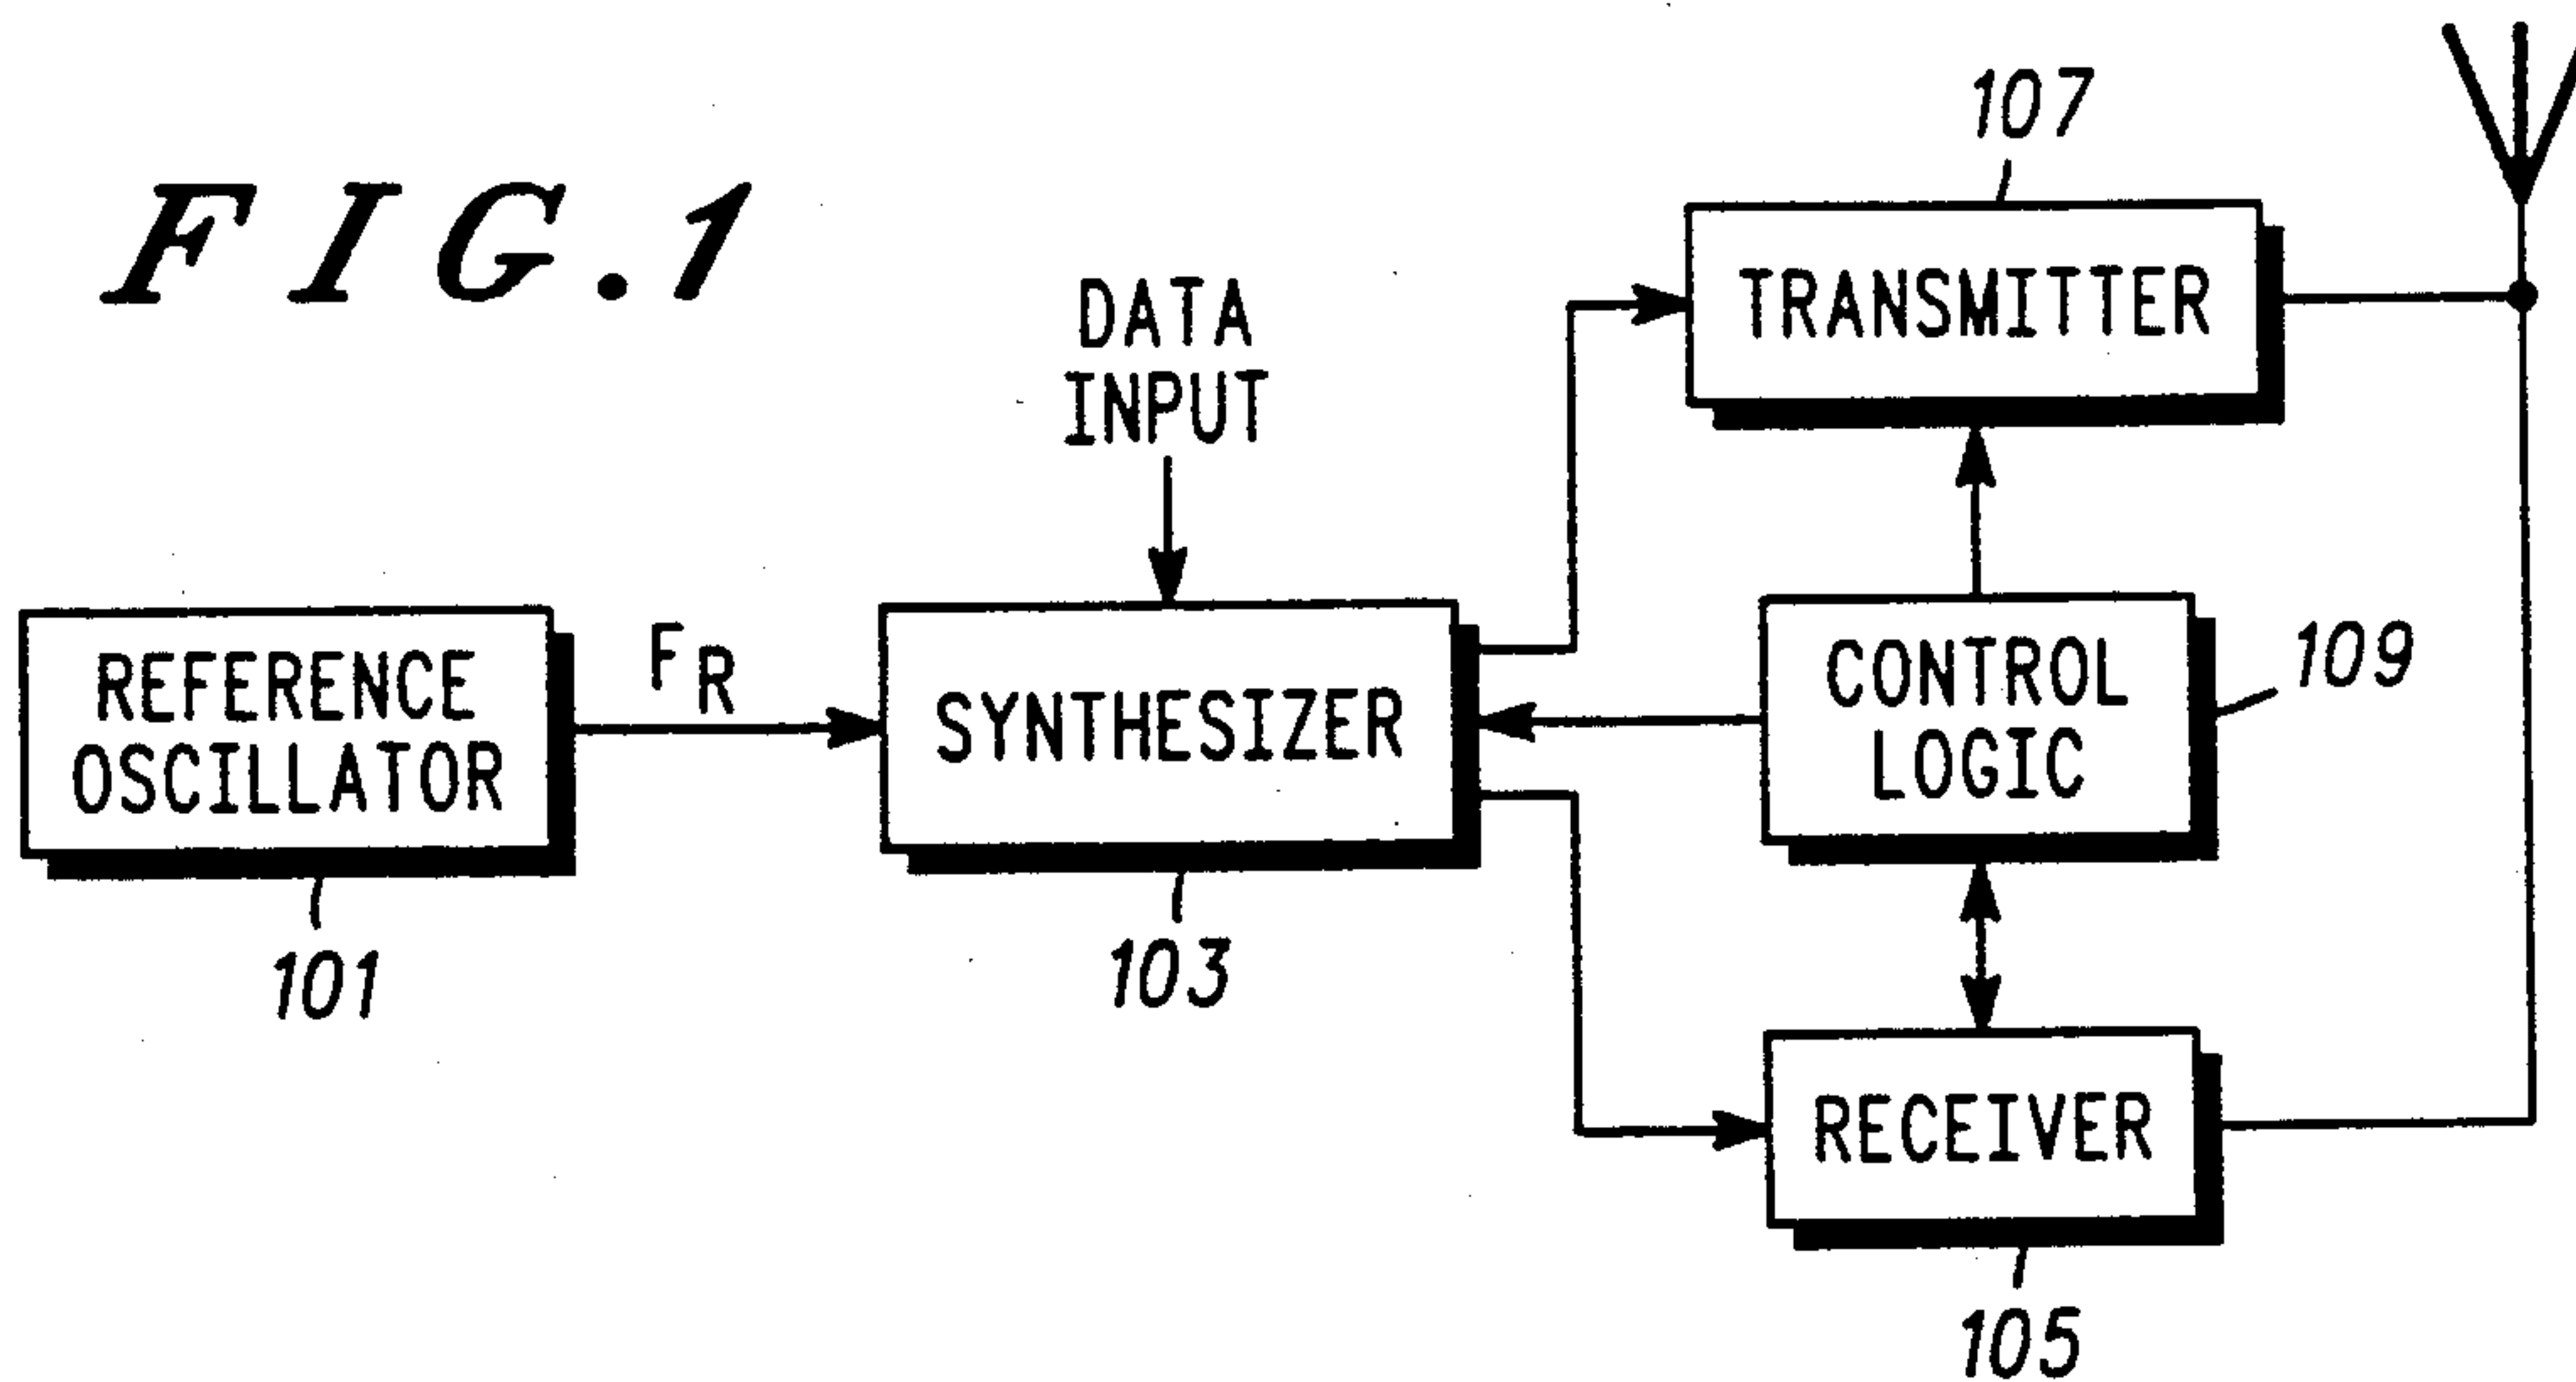 FIG.1
107
TRANSMITTER
DATA
INPUT
REFERENCE
OSCILLATOR
FR
SYNTHESIZER
CONTROL
LOGIC
109
101
103
RECEIVER
105